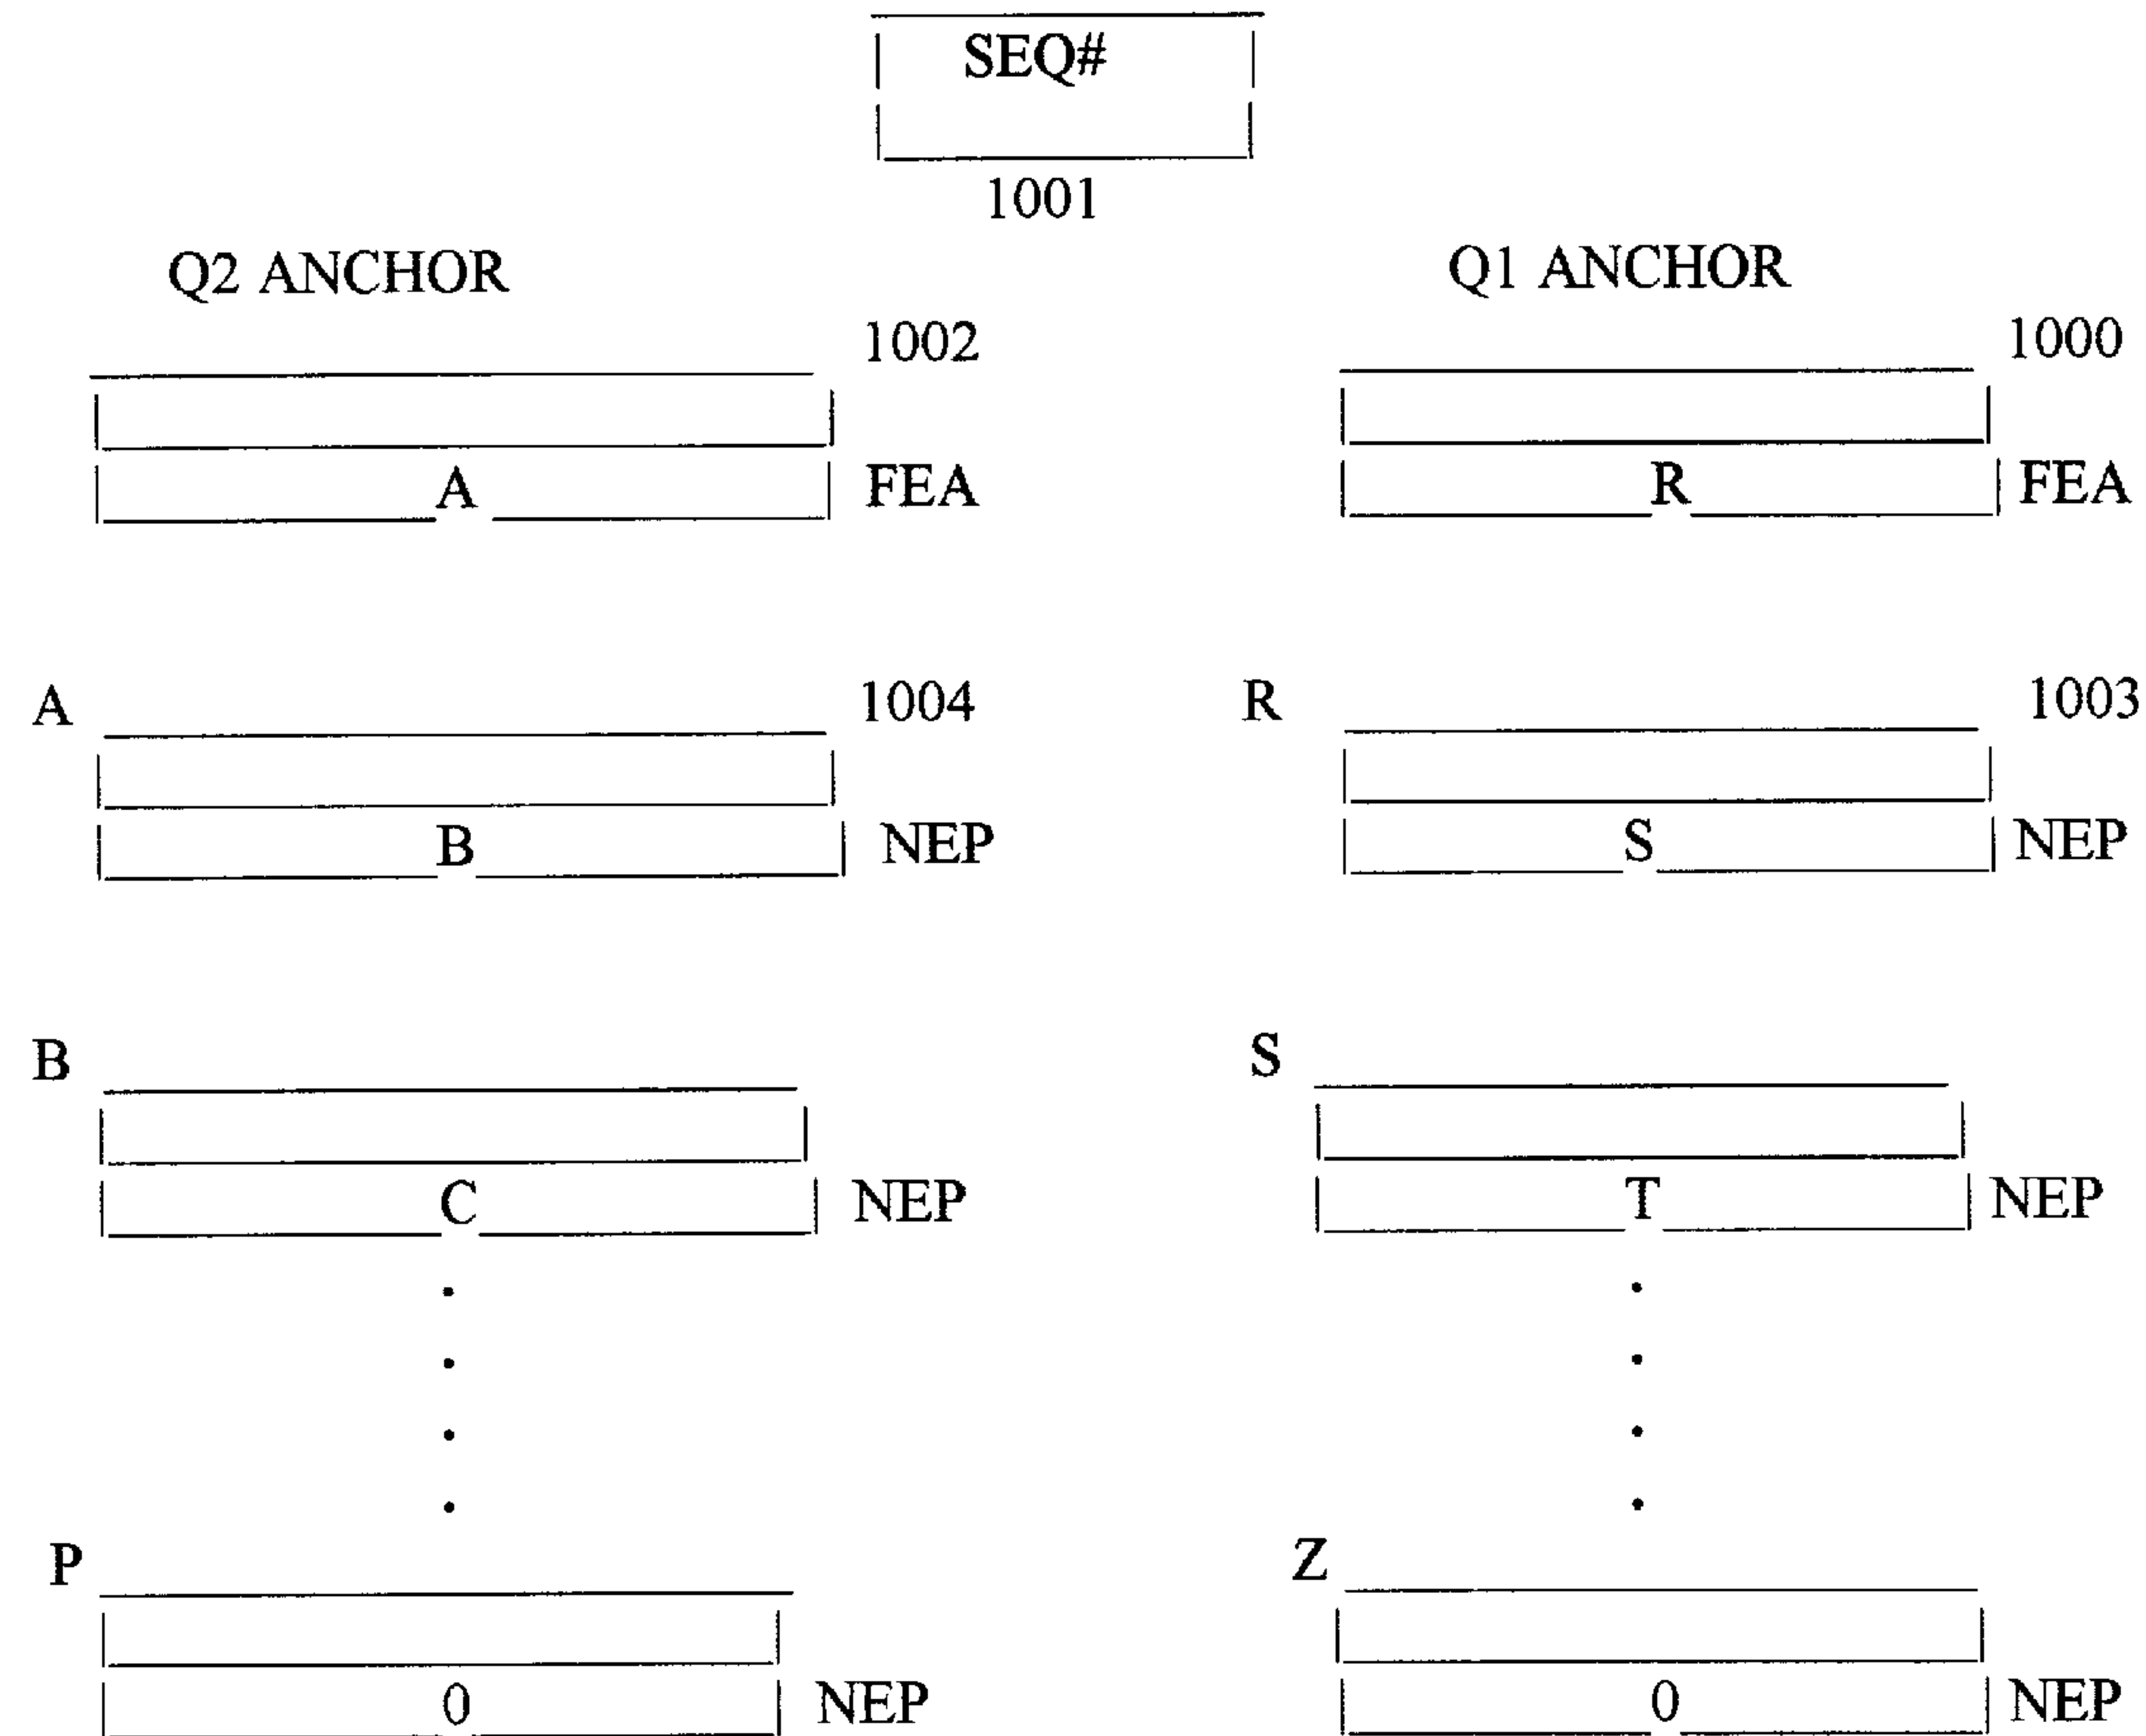 SEQ#
1001
Q2 ANCHOR Q1 ANCHOR
1002 1000
A FEA R FEA
A 1004 R 1003
B NEP S NEP
B S
C NEP T NEP
P Z
0 NEP 0 NEP